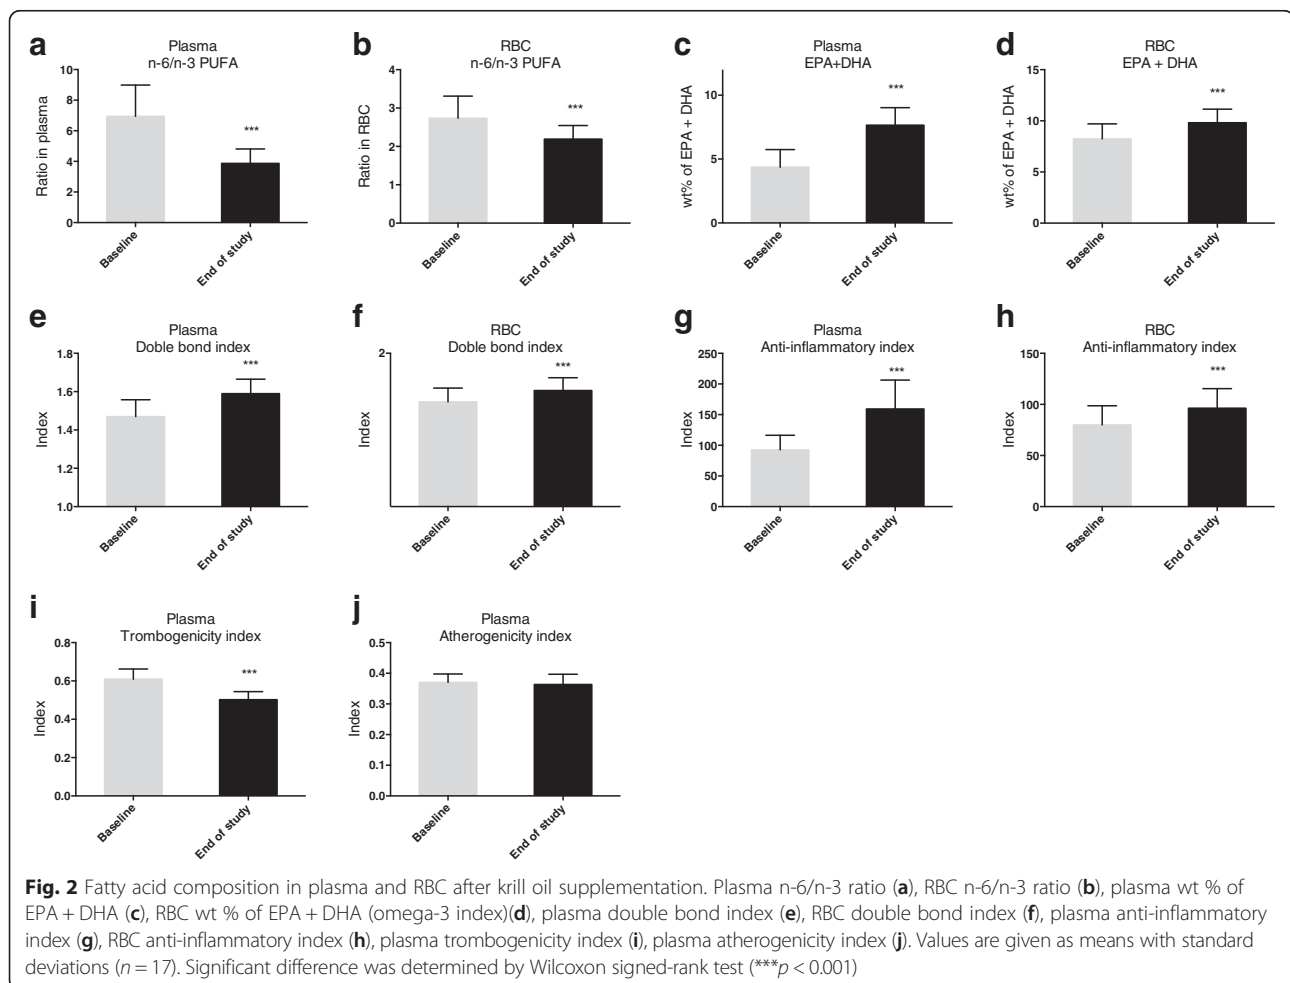 a
Plasma
n-6/n-3 PUFA
Ratio in plasma
10
8
6
4
2
0
***
Baseline
End of study
b
RBC
n-6/n-3 PUFA
Ratio in RBC
4
3
2
1
0
***
Baseline
End of study
c
Plasma
EPA+DHA
wt% of EPA + DHA
10
5
0
***
Baseline
End of study
d
RBC
EPA + DHA
wt% of EPA + DHA
15
10
5
0
***
Baseline
End of study
e
Plasma
Doble bond index
Index
1.8
1.6
1.4
1.2
1.0
***
Baseline
End of study
f
RBC
Doble bond index
Index
2
***
Baseline
End of study
g
Plasma
Anti-inflammatory index
Index
250
200
150
100
50
0
***
Baseline
End of study
h
RBC
Anti-inflammatory index
Index
150
100
50
0
***
Baseline
End of study
i
Plasma
Trombogenicity index
Index
0.8
0.6
0.4
0.2
0.0
***
Baseline
End of study
j
Plasma
Atherogenicity index
Index
0.5
0.4
0.3
0.2
0.1
0.0
Baseline
End of study
Fig. 2 Fatty acid composition in plasma and RBC after krill oil supplementation. Plasma n-6/n-3 ratio (a), RBC n-6/n-3 ratio (b), plasma wt % of
EPA + DHA (c), RBC wt % of EPA + DHA (omega-3 index)(d), plasma double bond index (e), RBC double bond index (f), plasma anti-inflammatory
index (g), RBC anti-inflammatory index (h), plasma trombogenicity index (i), plasma atherogenicity index (j). Values are given as means with standard
deviations (n = 17). Significant difference was determined by Wilcoxon signed-rank test (***p < 0.001)